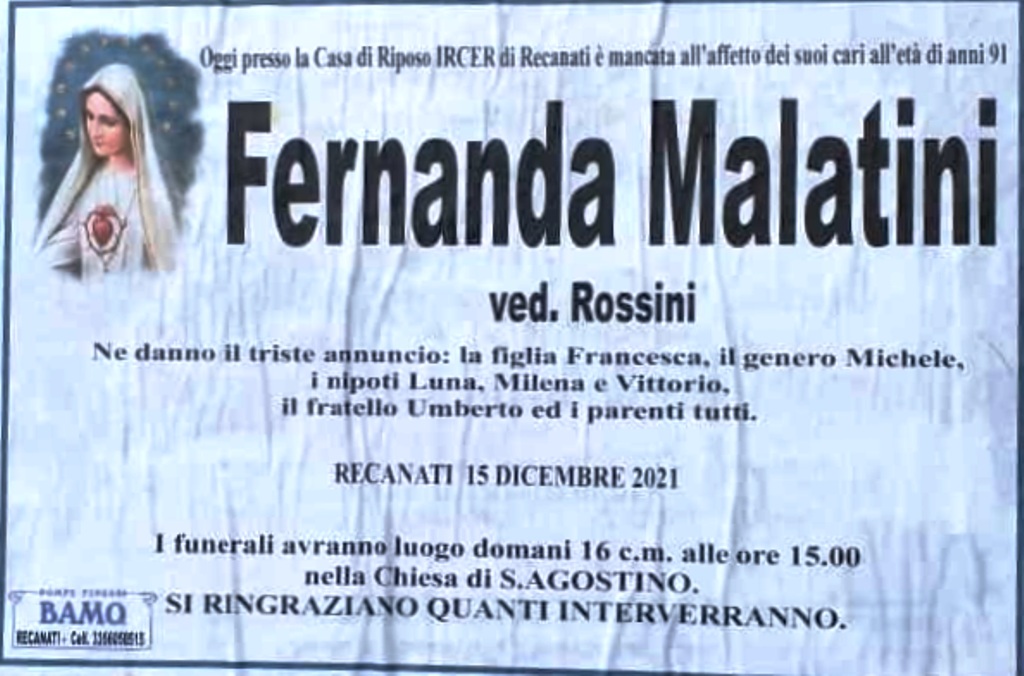 Oggi presso la Casa di Riposo IRCER di Recanati è mancata all'affetto dei suoi cari all'età di anni 91
Fernanda Malatini
ved. Rossini
Ne danno il triste annuncio: la figlia Francesca, il genero Michele,
i nipoti Luna, Milena e Vittorio,
il fratello Umberto ed i parenti tutti.
RECANATI 15 DICEMBRE 2021
I funerali avranno luogo domani 16 c.m. alle ore 15.00
nella Chiesa di S.AGOSTINO.
SI RINGRAZIANO QUANTI INTERVERRANNO.
POMPE FUNEBRI
BAMO
RECANATI - Cell.